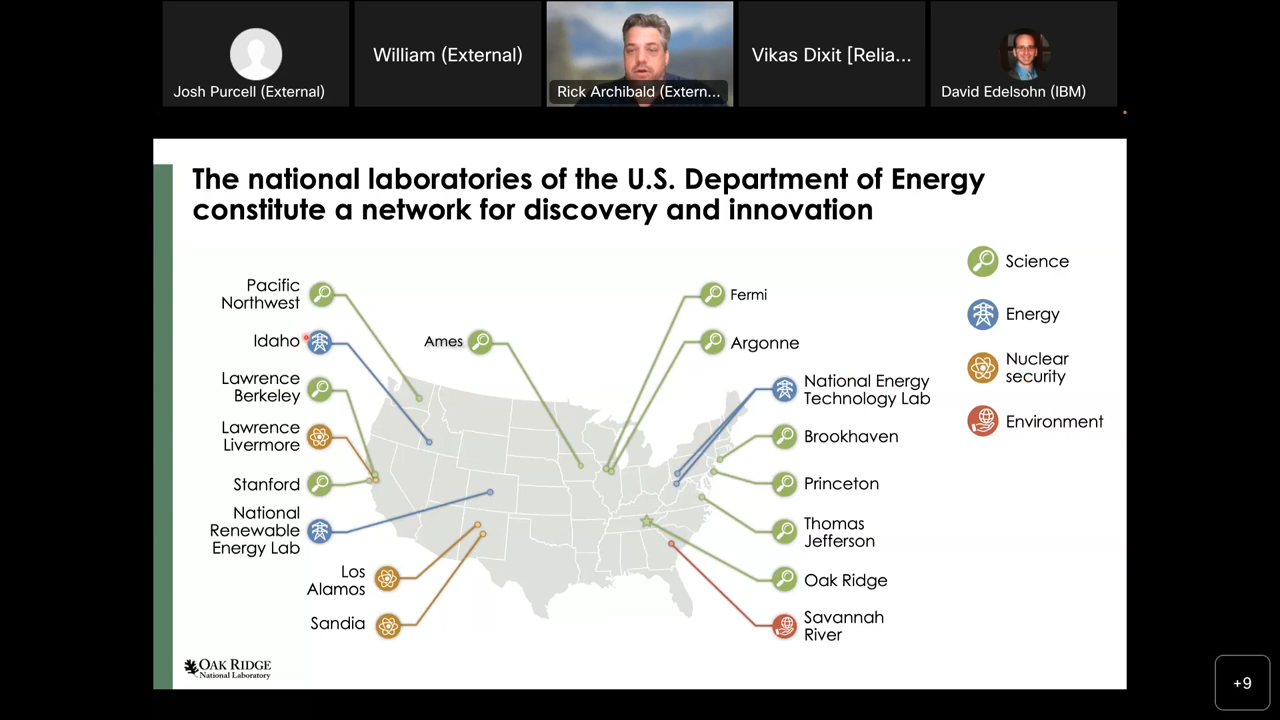 Josh Purcell (External)
William (External)
Rick Archibald (Extern...
Vikas Dixit [Relia...
David Edelsohn (IBM)
The national laboratories of the U.S. Department of Energy
constitute a network for discovery and innovation
Pacific
Northwest
Idaho
Lawrence
Berkeley
Lawrence
Livermore
Stanford
National
Renewable
Energy Lab
Los
Alamos
Sandia
Ames
Fermi
Argonne
National Energy
Technology Lab
Brookhaven
Princeton
Thomas
Jefferson
Oak Ridge
Savannah
River
Science
Energy
Nuclear
security
Environment
OAK RIDGE
National Laboratory
+9